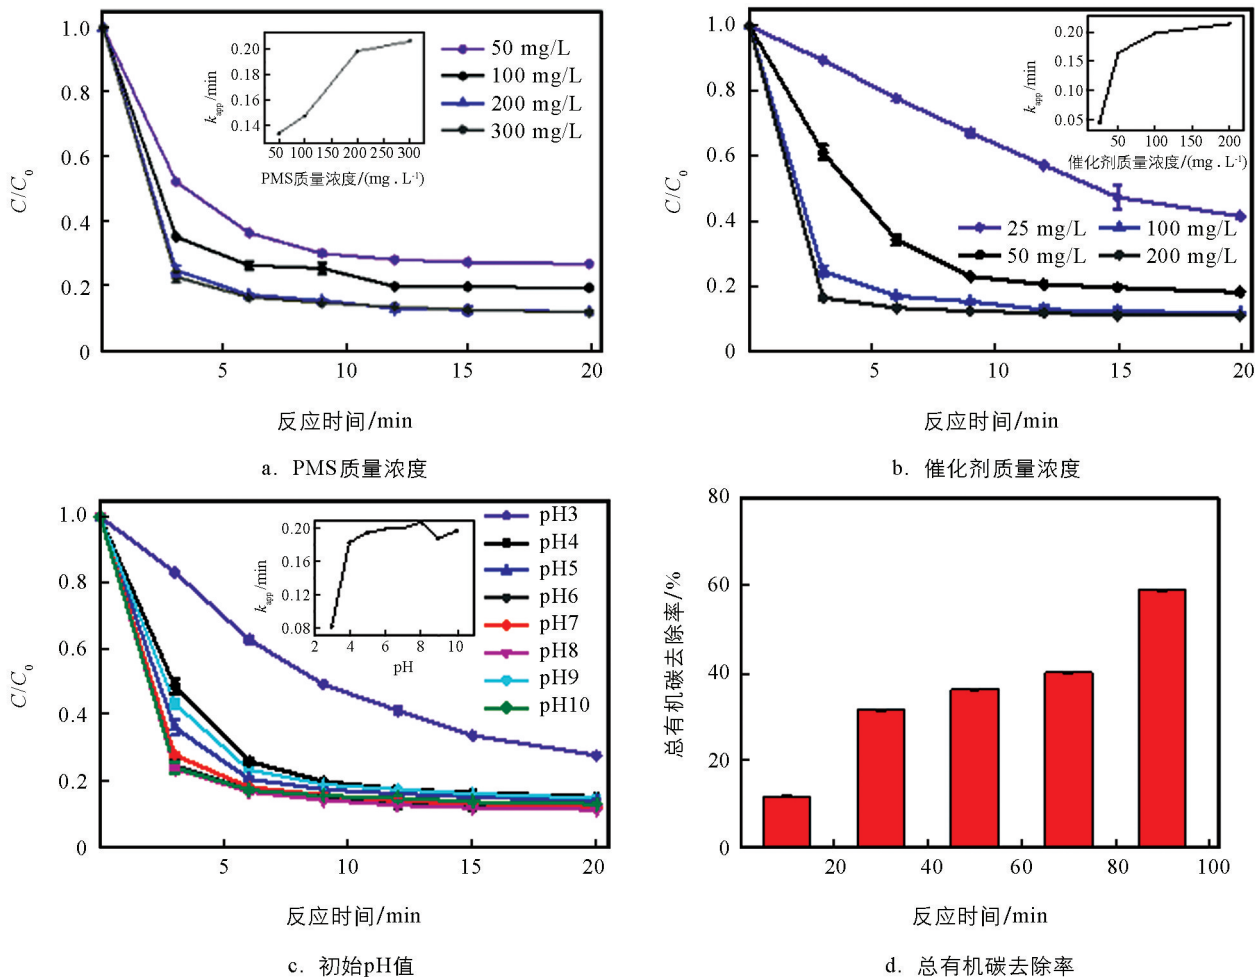 1.0
0.8
0.6
0.4
0.2
0
C/C0
5
10
15
20
反应时间/min
0.20
0.18
0.16
0.14
kapp/min
50 100 150 200 250 300
PMS质量浓度/(mg . L-1)
50 mg/L
100 mg/L
200 mg/L
300 mg/L
a. PMS质量浓度
1.0
0.8
0.6
0.4
0.2
0
C/C0
5
10
15
20
反应时间/min
0.20
0.15
0.10
0.05
kapp/min
50 100 150 200
催化剂质量浓度/(mg . L-1)
25 mg/L
100 mg/L
50 mg/L
200 mg/L
b. 催化剂质量浓度
1.0
0.8
0.6
0.4
0.2
0
C/C0
5
10
15
20
反应时间/min
0.20
0.16
0.12
0.08
kapp/min
2 4 6 8 10
pH
pH3
pH4
pH5
pH6
pH7
pH8
pH9
pH10
c. 初始pH值
80
60
40
20
0
总有机碳去除率/%
20
40
60
80
100
反应时间/min
d. 总有机碳去除率